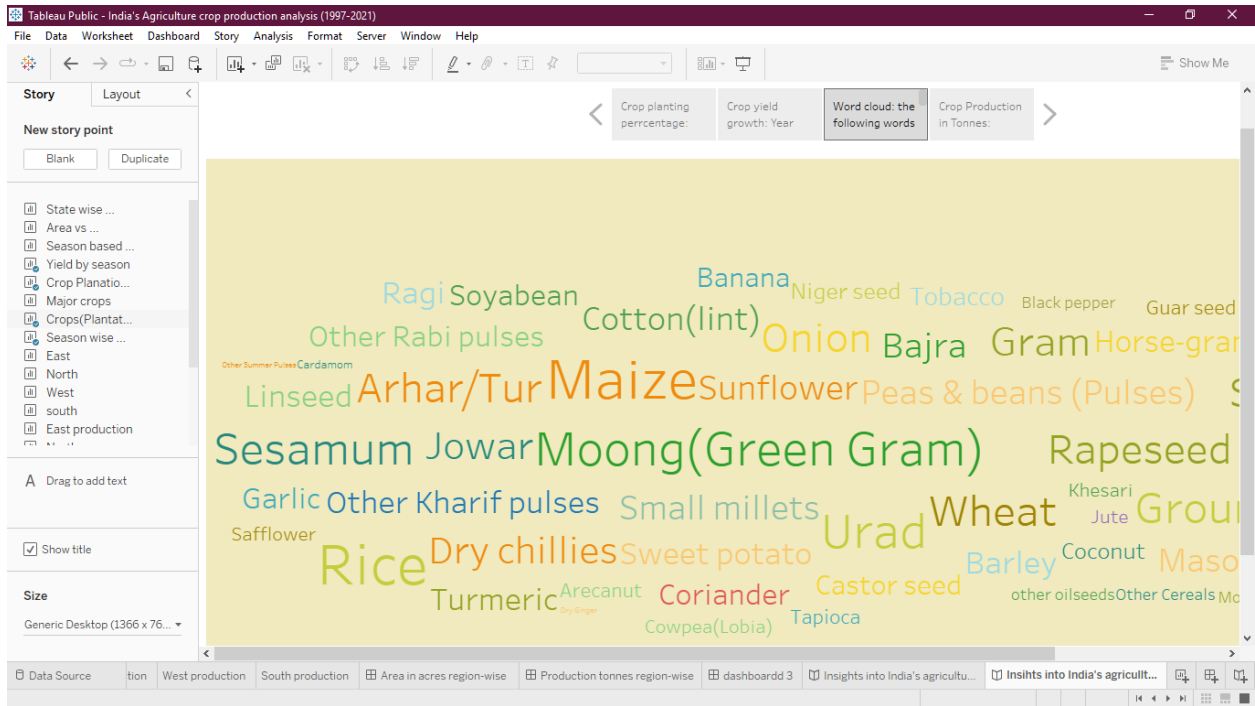 Tableau Public - India's Agriculture crop production analysis (1997-2021)
File Data Worksheet Dashboard Story Analysis Format Server Window Help
Show Me
Story Layout
New story point
Blank Duplicate
State wise ...
Area vs ...
Season based ...
Yield by season
Crop Planatio...
Major crops
Crops(Plantat...
Season wise ...
East
North
West
south
East production
A Drag to add text
Show title
Size
Generic Desktop (1366 x 76...
Crop planting
perrcentage:
Crop yield
growth: Year
Word cloud: the
following words
Crop Production
in Tonnes:
Banana
Ragi Soyabean Niger seed Tobacco Black pepper Guar seed
Cotton(lint)
Other Rabi pulses Onion Bajra Gram Horse-gra
Other Summer Pulses Cardamom
Linseed Arhar/Tur Maize Sunflower Peas & beans (Pulses) S
Sesamum Jowar Moong(Green Gram) Rapeseed
Garlic Other Kharif pulses Small millets Wheat Khesari
Jute Grou
Safflower Urad
Rice Dry chillies Sweet potato Barley Coconut Maso
Turmeric Arecanut Coriander Castor seed other oilseeds Other Cereals Mo
Dry Ginger
Cowpea(Lobia) Tapioca
Data Source tion West production South production Area in acres region-wise Production tonnes region-wise dashboardd 3 Insights into India's agricultu... Insihts into India's agricullt...